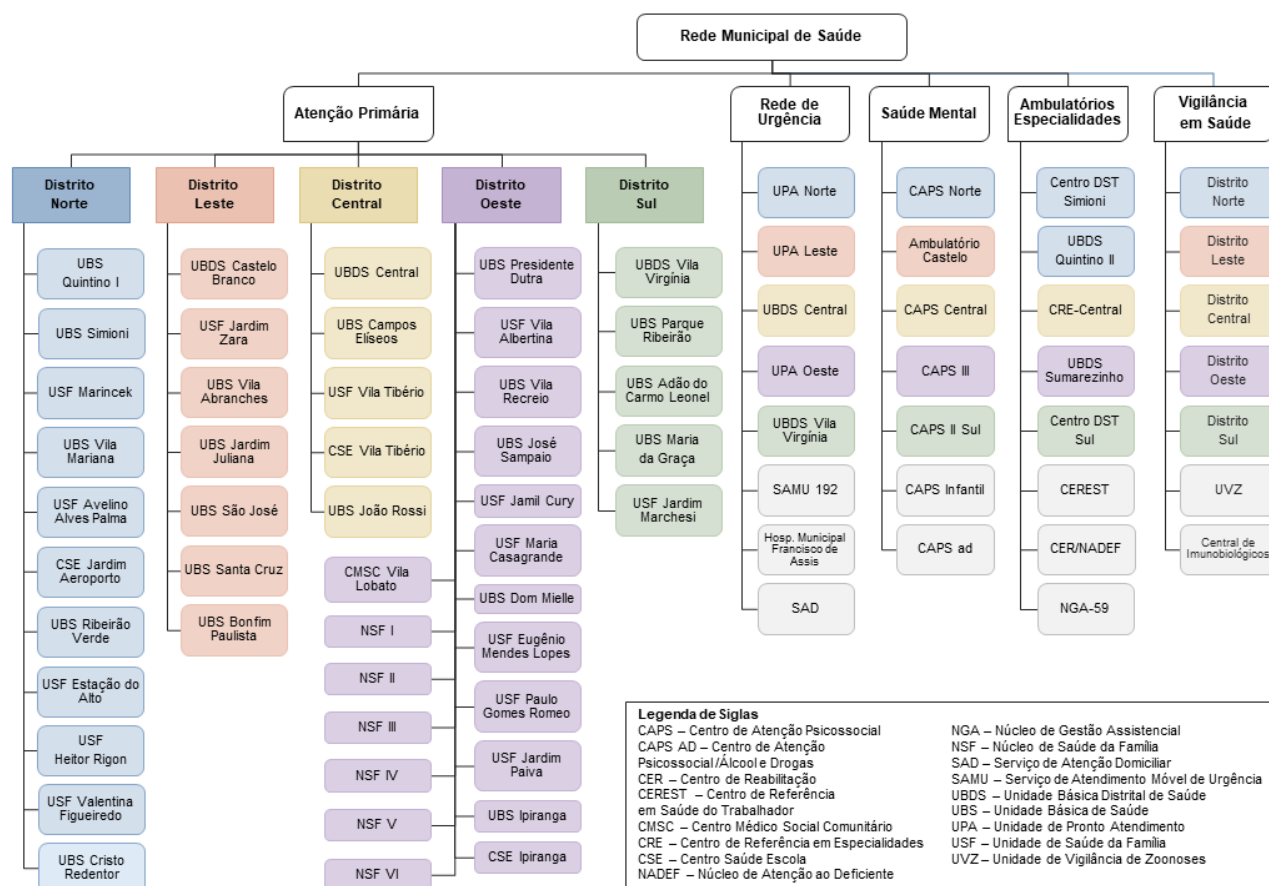 Rede Municipal de Saúde
Atenção Primária
Rede de
Urgência
Saúde Mental
Ambulatórios
Especialidades
Vigilância
em Saúde
Distrito
Norte
Distrito
Leste
Distrito
Central
Distrito
Oeste
Distrito
Sul
UBS
Quintino I
UBS Simioni
USF Marincek
UBS Vila
Mariana
USF Avelino
Alves Palma
CSE Jardim
Aeroporto
UBS Ribeirão
Verde
USF Estação do
Alto
USF
Heitor Rigon
USF Valentina
Figueiredo
UBS Cristo
Redentor
UBDS Castelo
Branco
USF Jardim
Zara
UBS Vila
Abranches
UBS Jardim
Juliana
UBS São José
UBS Santa Cruz
UBS Bonfim
Paulista
UBDS Central
UBS Campos
Elíseos
USF Vila Tibério
CSE Vila Tibério
UBS João Rossi
CMSC Vila
Lobato
NSF I
NSF II
NSF III
NSF IV
NSF V
NSF VI
UBS Presidente
Dutra
USF Vila
Albertina
UBS Vila
Recreio
UBS José
Sampaio
USF Jamil Cury
USF Maria
Casagrande
UBS Dom Mielle
USF Eugênio
Mendes Lopes
USF Paulo
Gomes Romeo
USF Jardim
Paiva
UBS Ipiranga
CSE Ipiranga
UBDS Vila
Virgínia
UBS Parque
Ribeirão
UBS Adão do
Carmo Leonel
UBS Maria
da Graça
USF Jardim
Marchesi
UPA Norte
UPA Leste
UBDS Central
UPA Oeste
UBDS Vila
Virgínia
SAMU 192
Hosp. Municipal
Francisco de
Assis
SAD
CAPS Norte
Ambulatório
Castelo
CAPS Central
CAPS III
CAPS II Sul
CAPS Infantil
CAPS ad
Centro DST
Simioni
UBDS
Quintino II
CRE-Central
UBDS
Sumarezinho
Centro DST
Sul
CEREST
CER/NADEF
NGA-59
Distrito
Norte
Distrito
Leste
Distrito
Central
Distrito
Oeste
Distrito
Sul
UVZ
Central de
Imunobiológicos
Legenda de Siglas
CAPS – Centro de Atenção Psicossocial
CAPS AD – Centro de Atenção
Psicossocial/Álcool e Drogas
CER – Centro de Reabilitação
CEREST – Centro de Referência
em Saúde do Trabalhador
CMSC – Centro Médico Social Comunitário
CRE – Centro de Referência em Especialidades
CSE – Centro Saúde Escola
NADEF – Núcleo de Atenção ao Deficiente
NGA – Núcleo de Gestão Assistencial
NSF – Núcleo de Saúde da Família
SAD – Serviço de Atenção Domiciliar
SAMU – Serviço de Atendimento Móvel de Urgência
UBDS – Unidade Básica Distrital de Saúde
UBS – Unidade Básica de Saúde
UPA – Unidade de Pronto Atendimento
USF – Unidade de Saúde da Família
UVZ – Unidade de Vigilância de Zoonoses